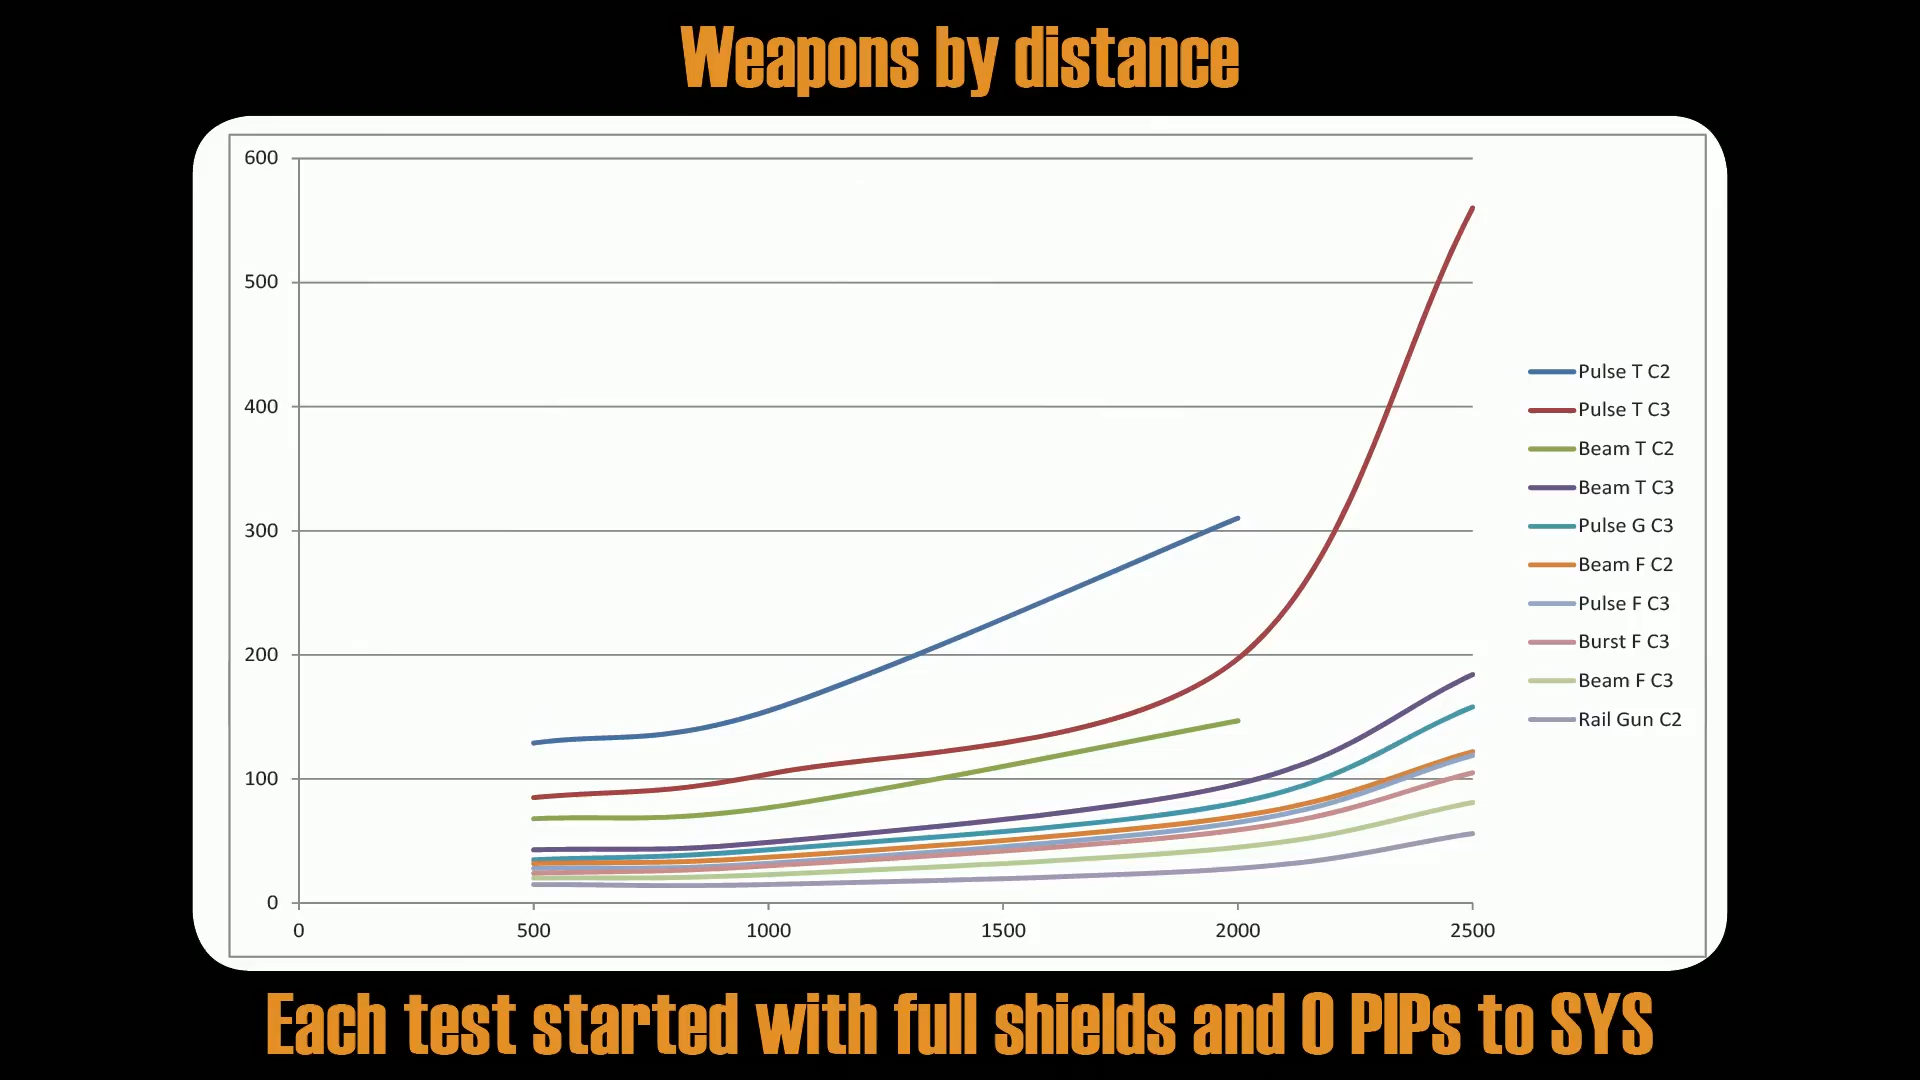 Weapons by distance
600
500
400
300
200
100
0
0 500 1000 1500 2000 2500
Pulse T C2
Pulse T C3
Beam T C2
Beam T C3
Pulse G C3
Beam F C2
Pulse F C3
Burst F C3
Beam F C3
Rail Gun C2
Each test started with full shields and 0 PIPs to SYS